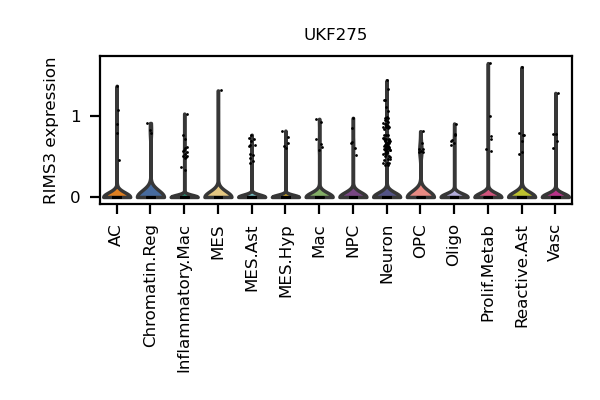 UKF275
RIMS3 expression
1
0
AC
Chromatin.Reg
Inflammatory.Mac
MES
MES.Ast
MES.Hyp
Mac
NPC
Neuron
OPC
Oligo
Prolif.Metab
Reactive.Ast
Vasc